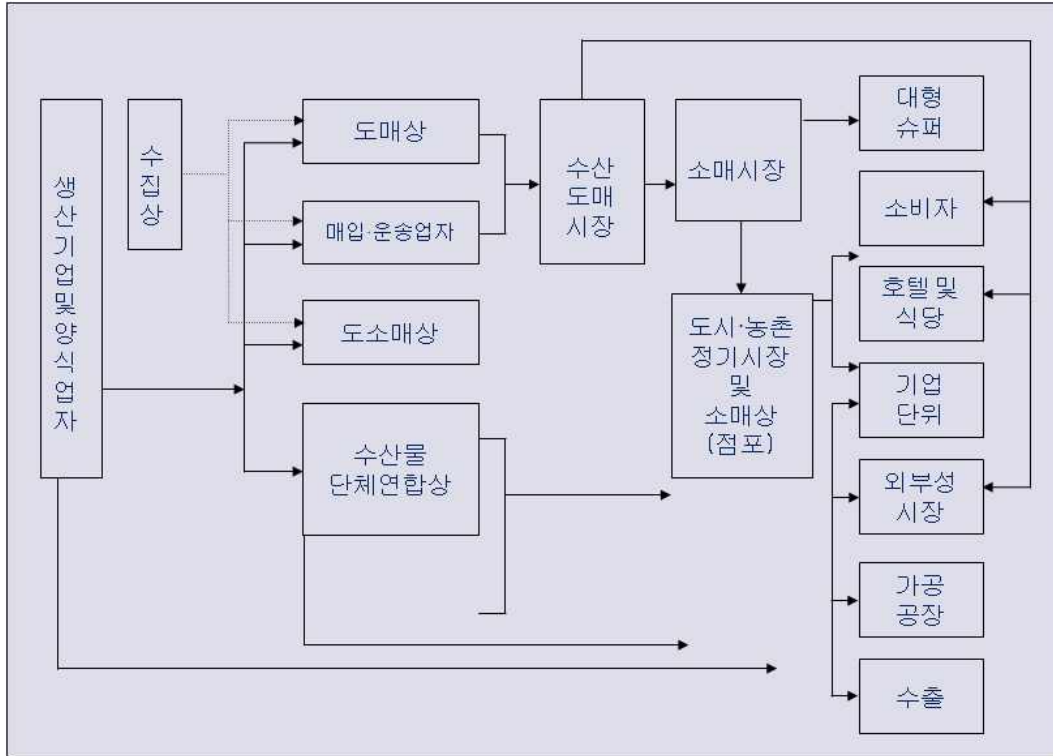 생산기업및양식업자
수집상
도매상
매입·운송업자
도소매상
수산물
단체연합상
수산
도매
시장
소매시장
도시·농촌
정기시장
및
소매상
(점포)
대형
슈퍼
소비자
호텔 및
식당
기업
단위
외부성
시장
가공
공장
수출